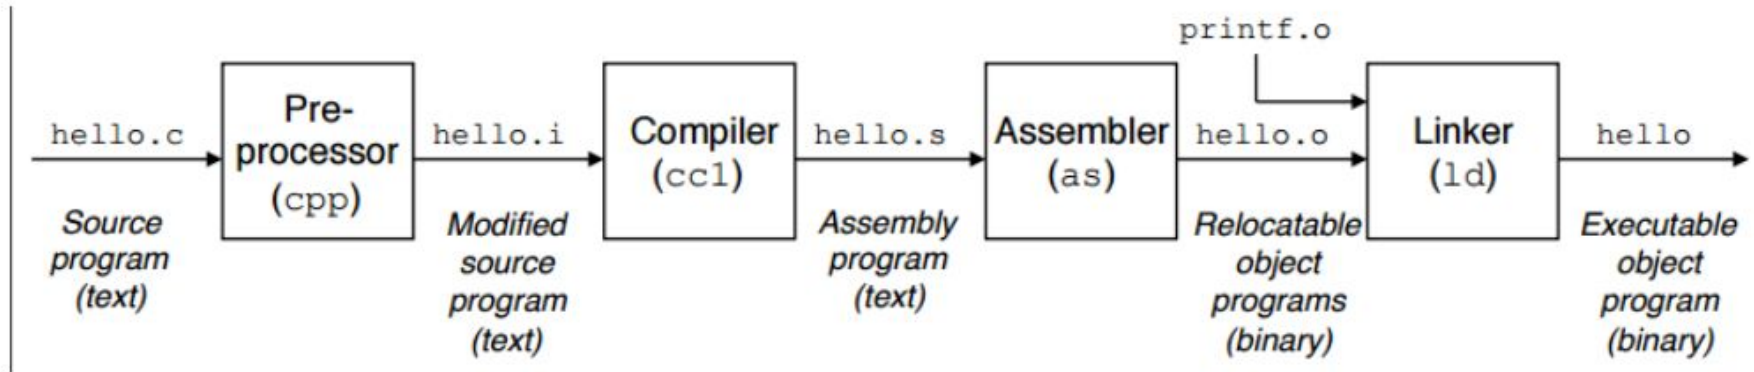 printf.o
hello.c
Pre-
processor
(cpp)
hello.i
Compiler
(cc1)
hello.s
Assembler
(as)
hello.o
Linker
(ld)
hello
Source
program
(text)
Modified
source
program
(text)
Assembly
program
(text)
Relocatable
object
programs
(binary)
Executable
object
program
(binary)